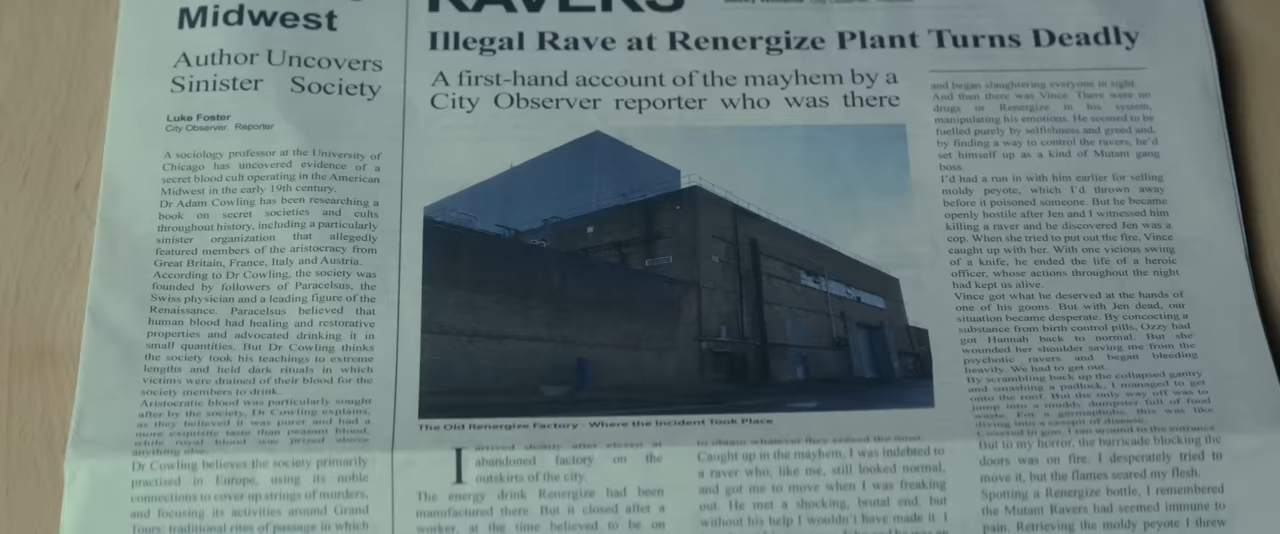 Midwest
Author Uncovers
Sinister Society
Luke Foster
City Observer Reporter
A sociology professor at the University of
Chicago has uncovered evidence of a
secret blood cult operating in the American
Midwest in the early 19th century.
Dr Adam Cowling has been researching a
book on secret societies and cults
throughout history, including a particularly
sinister organization that allegedly
featured members of the aristocracy from
Great Britain, France, Italy and Austria.
According to Dr Cowling, the society was
founded by followers of Paracelsus, the
Swiss physician and a leading figure of the
Renaissance. Paracelsus believed that
human blood had healing and restorative
properties and advocated drinking it in
small quantities. But Dr Cowling thinks
the society took his teachings to extreme
lengths and held dark rituals in which
victims were drained of their blood for the
society members to drink.
Aristocratic blood was particularly sought
after by the society, Dr Cowling explains,
as they believed it was purer and had a
more exquisite taste than peasant blood,
while royal blood was prized above
anything else.
Dr Cowling believes the society primarily
practised in Europe, using its noble
connections to cover up strings of murders,
and focusing its activities around Grand
Tours: traditional rites of passage in which
RAVERS
Illegal Rave at Renergize Plant Turns Deadly
A first-hand account of the mayhem by a
City Observer reporter who was there
The Old Renergize Factory - Where the Incident Took Place
I arrived shortly after eleven at
abandoned factory on the
outskirts of the city.
The energy drink Renergize had been
manufactured there. But it closed after a
worker, at the time believed to be on
to obtain whatever they craved the most.
Caught up in the mayhem, I was indebted to
a raver who, like me, still looked normal,
and got me to move when I was freaking
out. He met a shocking, brutal end, but
without his help I wouldn't have made it. I
and began slaughtering everyone in sight.
And then there was Vince. There were no
drugs or Renergize in his system,
manipulating his emotions. He seemed to be
fuelled purely by selfishness and greed and,
by finding a way to control the ravers, he'd
set himself up as a kind of Mutant gang
boss.
I'd had a run in with him earlier for selling
moldy peyote, which I'd thrown away
before it poisoned someone. But he became
openly hostile after Jen and I witnessed him
killing a raver and he discovered Jen was a
cop. When she tried to put out the fire, Vince
caught up with her. With one vicious swing
of a knife, he ended the life of a heroic
officer, whose actions throughout the night
had kept us alive.
Vince got what he deserved at the hands of
one of his goons. But with Jen dead, our
situation became desperate. By concocting a
substance from birth control pills, Ozzy had
got Hannah back to normal. But she
wounded her shoulder saving me from the
psychotic ravers and began bleeding
heavily. We had to get out.
By scrambling back up the collapsed gantry
and smashing a padlock, I managed to get
onto the roof. But the only way off was to
jump into a muddy dumpster full of food
waste. For a germaphobe, this was like
diving into a cesspit of disease.
Covered in goo, I ran around to the entrance
But to my horror, the barricade blocking the
doors was on fire. I desperately tried to
move it, but the flames seared my flesh.
Spotting a Renergize bottle, I remembered
the Mutant Ravers had seemed immune to
pain. Retrieving the moldy peyote I threw